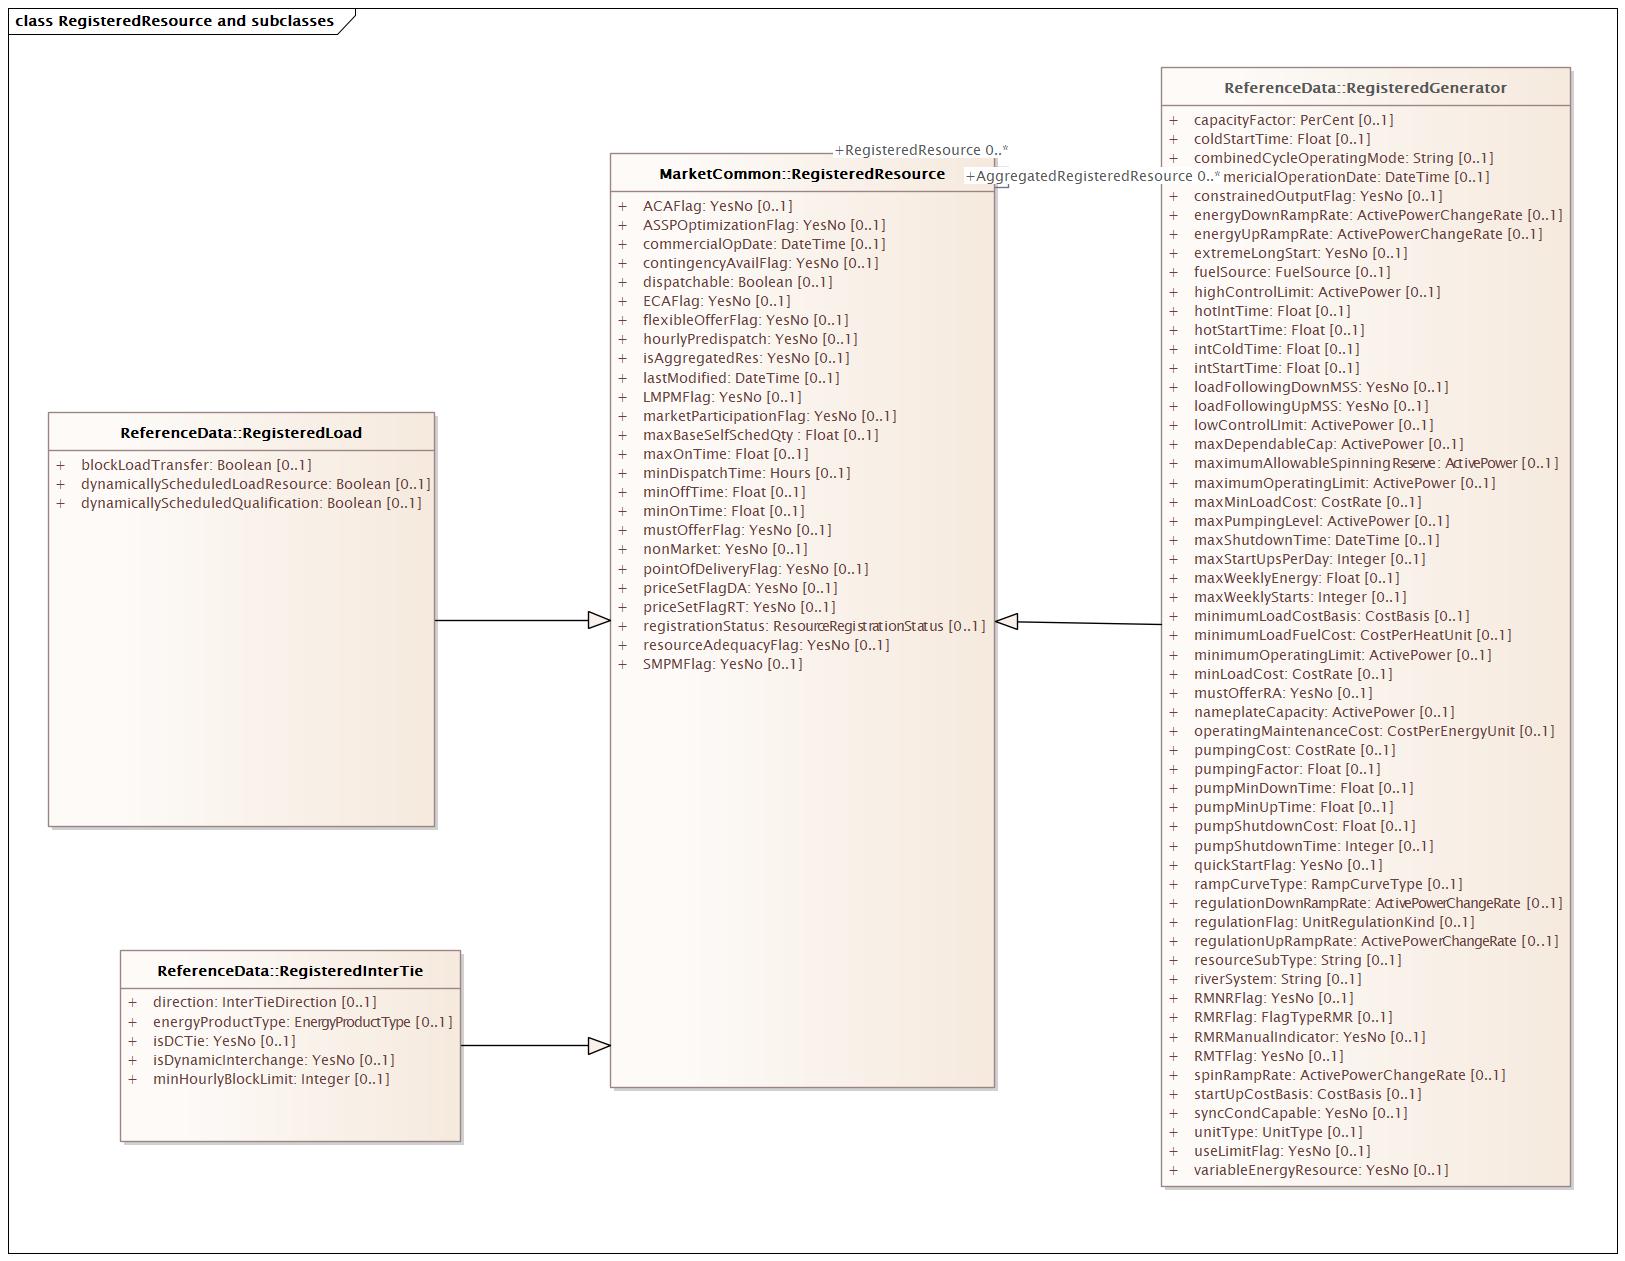 class RegisteredResource and subclasses
ReferenceData::RegisteredLoad
+ blockLoadTransfer: Boolean [0..1]
+ dynamicallyScheduledLoadResource: Boolean [0..1]
+ dynamicallyScheduledQualification: Boolean [0..1]
ReferenceData::RegisteredInterTie
+ direction: InterTieDirection [0..1]
+ energyProductType: EnergyProductType [0..1]
+ isDCTie: YesNo [0..1]
+ isDynamicInterchange: YesNo [0..1]
+ minHourlyBlockLimit: Integer [0..1]
+RegisteredResource 0..*
MarketCommon::RegisteredResource
+AggregatedRegisteredResource 0..*
+ ACAFlag: YesNo [0..1]
+ ASSPOptimizationFlag: YesNo [0..1]
+ commercialOpDate: DateTime [0..1]
+ contingencyAvailFlag: YesNo [0..1]
+ dispatchable: Boolean [0..1]
+ ECAFlag: YesNo [0..1]
+ flexibleOfferFlag: YesNo [0..1]
+ hourlyPredispatch: YesNo [0..1]
+ isAggregatedRes: YesNo [0..1]
+ lastModified: DateTime [0..1]
+ LMPMFlag: YesNo [0..1]
+ marketParticipationFlag: YesNo [0..1]
+ maxBaseSelfSchedQty : Float [0..1]
+ maxOnTime: Float [0..1]
+ minDispatchTime: Hours [0..1]
+ minOffTime: Float [0..1]
+ minOnTime: Float [0..1]
+ mustOfferFlag: YesNo [0..1]
+ nonMarket: YesNo [0..1]
+ pointOfDeliveryFlag: YesNo [0..1]
+ priceSetFlagDA: YesNo [0..1]
+ priceSetFlagRT: YesNo [0..1]
+ registrationStatus: ResourceRegistrationStatus [0..1]
+ resourceAdequacyFlag: YesNo [0..1]
+ SMPMFlag: YesNo [0..1]
ReferenceData::RegisteredGenerator
+ capacityFactor: PerCent [0..1]
+ coldStartTime: Float [0..1]
+ combinedCycleOperatingMode: String [0..1]
mericialOperationDate: DateTime [0..1]
+ constrainedOutputFlag: YesNo [0..1]
+ energyDownRampRate: ActivePowerChangeRate [0..1]
+ energyUpRampRate: ActivePowerChangeRate [0..1]
+ extremeLongStart: YesNo [0..1]
+ fuelSource: FuelSource [0..1]
+ highControlLimit: ActivePower [0..1]
+ hotIntTime: Float [0..1]
+ hotStartTime: Float [0..1]
+ intColdTime: Float [0..1]
+ intStartTime: Float [0..1]
+ loadFollowingDownMSS: YesNo [0..1]
+ loadFollowingUpMSS: YesNo [0..1]
+ lowControlLImit: ActivePower [0..1]
+ maxDependableCap: ActivePower [0..1]
+ maximumAllowableSpinningReserve: ActivePower [0..1]
+ maximumOperatingLimit: ActivePower [0..1]
+ maxMinLoadCost: CostRate [0..1]
+ maxPumpingLevel: ActivePower [0..1]
+ maxShutdownTime: DateTime [0..1]
+ maxStartUpsPerDay: Integer [0..1]
+ maxWeeklyEnergy: Float [0..1]
+ maxWeeklyStarts: Integer [0..1]
+ minimumLoadCostBasis: CostBasis [0..1]
+ minimumLoadFuelCost: CostPerHeatUnit [0..1]
+ minimumOperatingLimit: ActivePower [0..1]
+ minLoadCost: CostRate [0..1]
+ mustOfferRA: YesNo [0..1]
+ nameplateCapacity: ActivePower [0..1]
+ operatingMaintenanceCost: CostPerEnergyUnit [0..1]
+ pumpingCost: CostRate [0..1]
+ pumpingFactor: Float [0..1]
+ pumpMinDownTime: Float [0..1]
+ pumpMinUpTime: Float [0..1]
+ pumpShutdownCost: Float [0..1]
+ pumpShutdownTime: Integer [0..1]
+ quickStartFlag: YesNo [0..1]
+ rampCurveType: RampCurveType [0..1]
+ regulationDownRampRate: ActivePowerChangeRate [0..1]
+ regulationFlag: UnitRegulationKind [0..1]
+ regulationUpRampRate: ActivePowerChangeRate [0..1]
+ resourceSubType: String [0..1]
+ riverSystem: String [0..1]
+ RMNRFlag: YesNo [0..1]
+ RMRFlag: FlagTypeRMR [0..1]
+ RMRManualIndicator: YesNo [0..1]
+ RMTFlag: YesNo [0..1]
+ spinRampRate: ActivePowerChangeRate [0..1]
+ startUpCostBasis: CostBasis [0..1]
+ syncCondCapable: YesNo [0..1]
+ unitType: UnitType [0..1]
+ useLimitFlag: YesNo [0..1]
+ variableEnergyResource: YesNo [0..1]